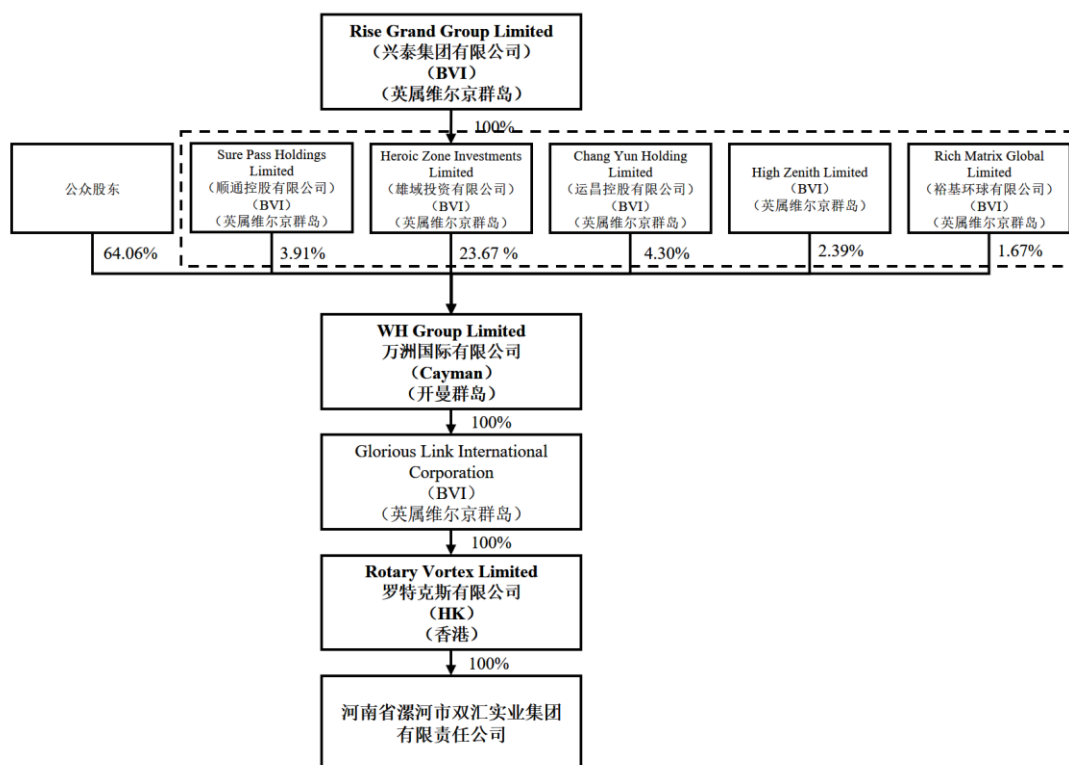 Rise Grand Group Limited
（兴泰集团有限公司）
（BVI）
（英属维尔京群岛）
100%
公众股东
Sure Pass Holdings
Limited
（顺通控股有限公司）
（BVI）
（英属维尔京群岛）
Heroic Zone Investments
Limited
（雄域投资有限公司）
（BVI）
（英属维尔京群岛）
Chang Yun Holding
Limited
（运昌控股有限公司）
（BVI）
（英属维尔京群岛）
High Zenith Limited
（BVI）
（英属维尔京群岛）
Rich Matrix Global
Limited
（裕基环球有限公司）
（BVI）
（英属维尔京群岛）
64.06%
3.91%
23.67 %
4.30%
2.39%
1.67%
WH Group Limited
万洲国际有限公司
（Cayman）
（开曼群岛）
100%
Glorious Link International
Corporation
（BVI）
（英属维尔京群岛）
100%
Rotary Vortex Limited
罗特克斯有限公司
（HK）
（香港）
100%
河南省漯河市双汇实业集团
有限责任公司